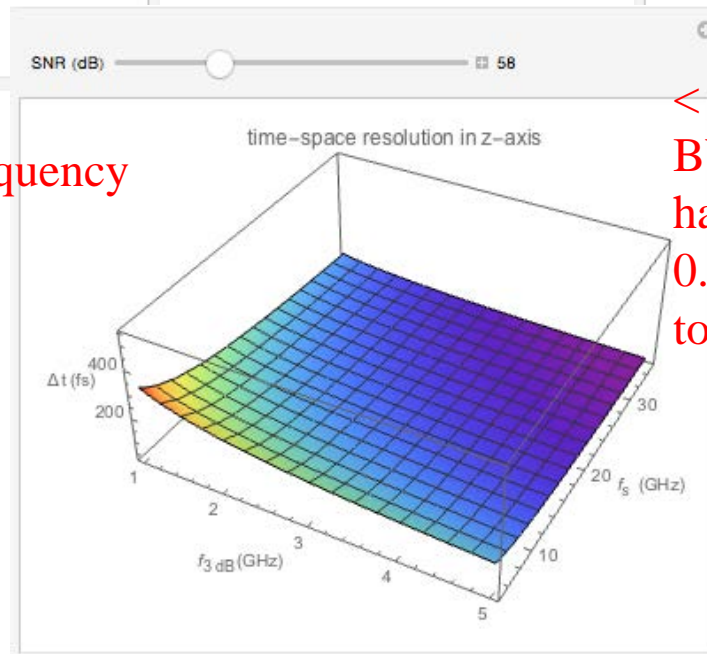 SNR (dB) 58
time-space resolution in z-axis
quency
<
ha
0.
to
400
Δt (fs)
200
1
2
3
4
5
f3 dB (GHz)
10
20
30
fs (GHz)